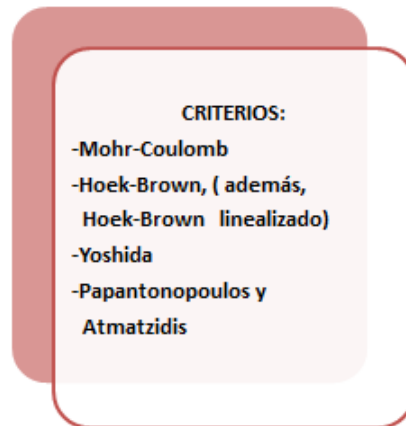 CRITERIOS:
-Mohr-Coulomb
-Hoek-Brown, ( además,
Hoek-Brown linealizado)
-Yoshida
-Papantonopoulos y
Atmatzidis